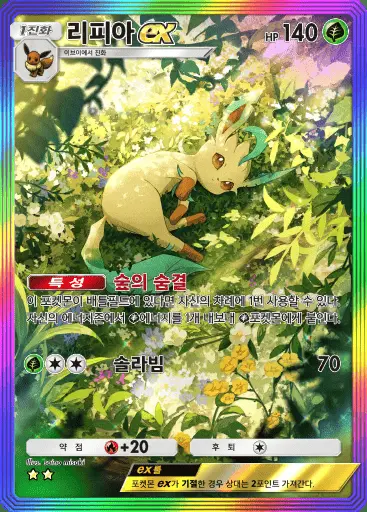 1진화 리피아 ex HP 140
이브이에서 진화
특성 숲의 숨결
이 포켓몬이 배틀필드에 있다면 자신의 차례에 1번 사용할 수 있다.
자신의 에너지존에서 에너지를 1개 내보내 포켓몬에게 붙인다.
솔라빔 70
약점 +20 후퇴
Illus. Taira Misaki
ex룰
포켓몬 ex가 기절한 경우 상대는 2포인트 가져간다.